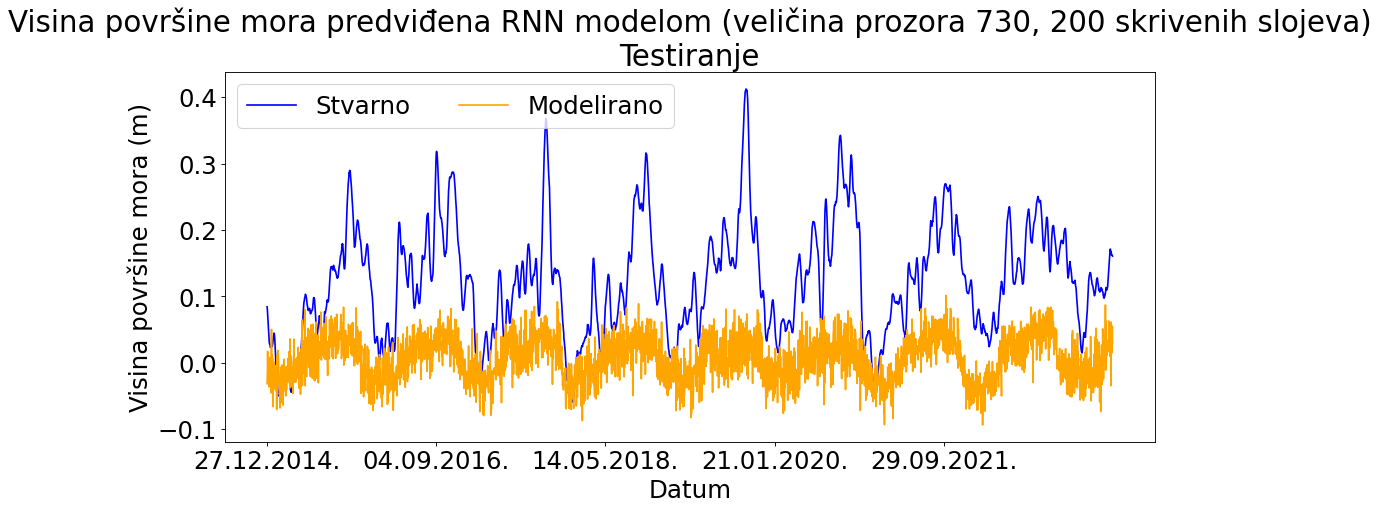 Visina površine mora predviđena RNN modelom (veličina prozora 730, 200 skrivenih slojeva)
Testiranje
Stvarno
Modelirano
Visina površine mora (m)
0.4
0.3
0.2
0.1
0.0
−0.1
27.12.2014.
04.09.2016.
14.05.2018.
21.01.2020.
29.09.2021.
Datum